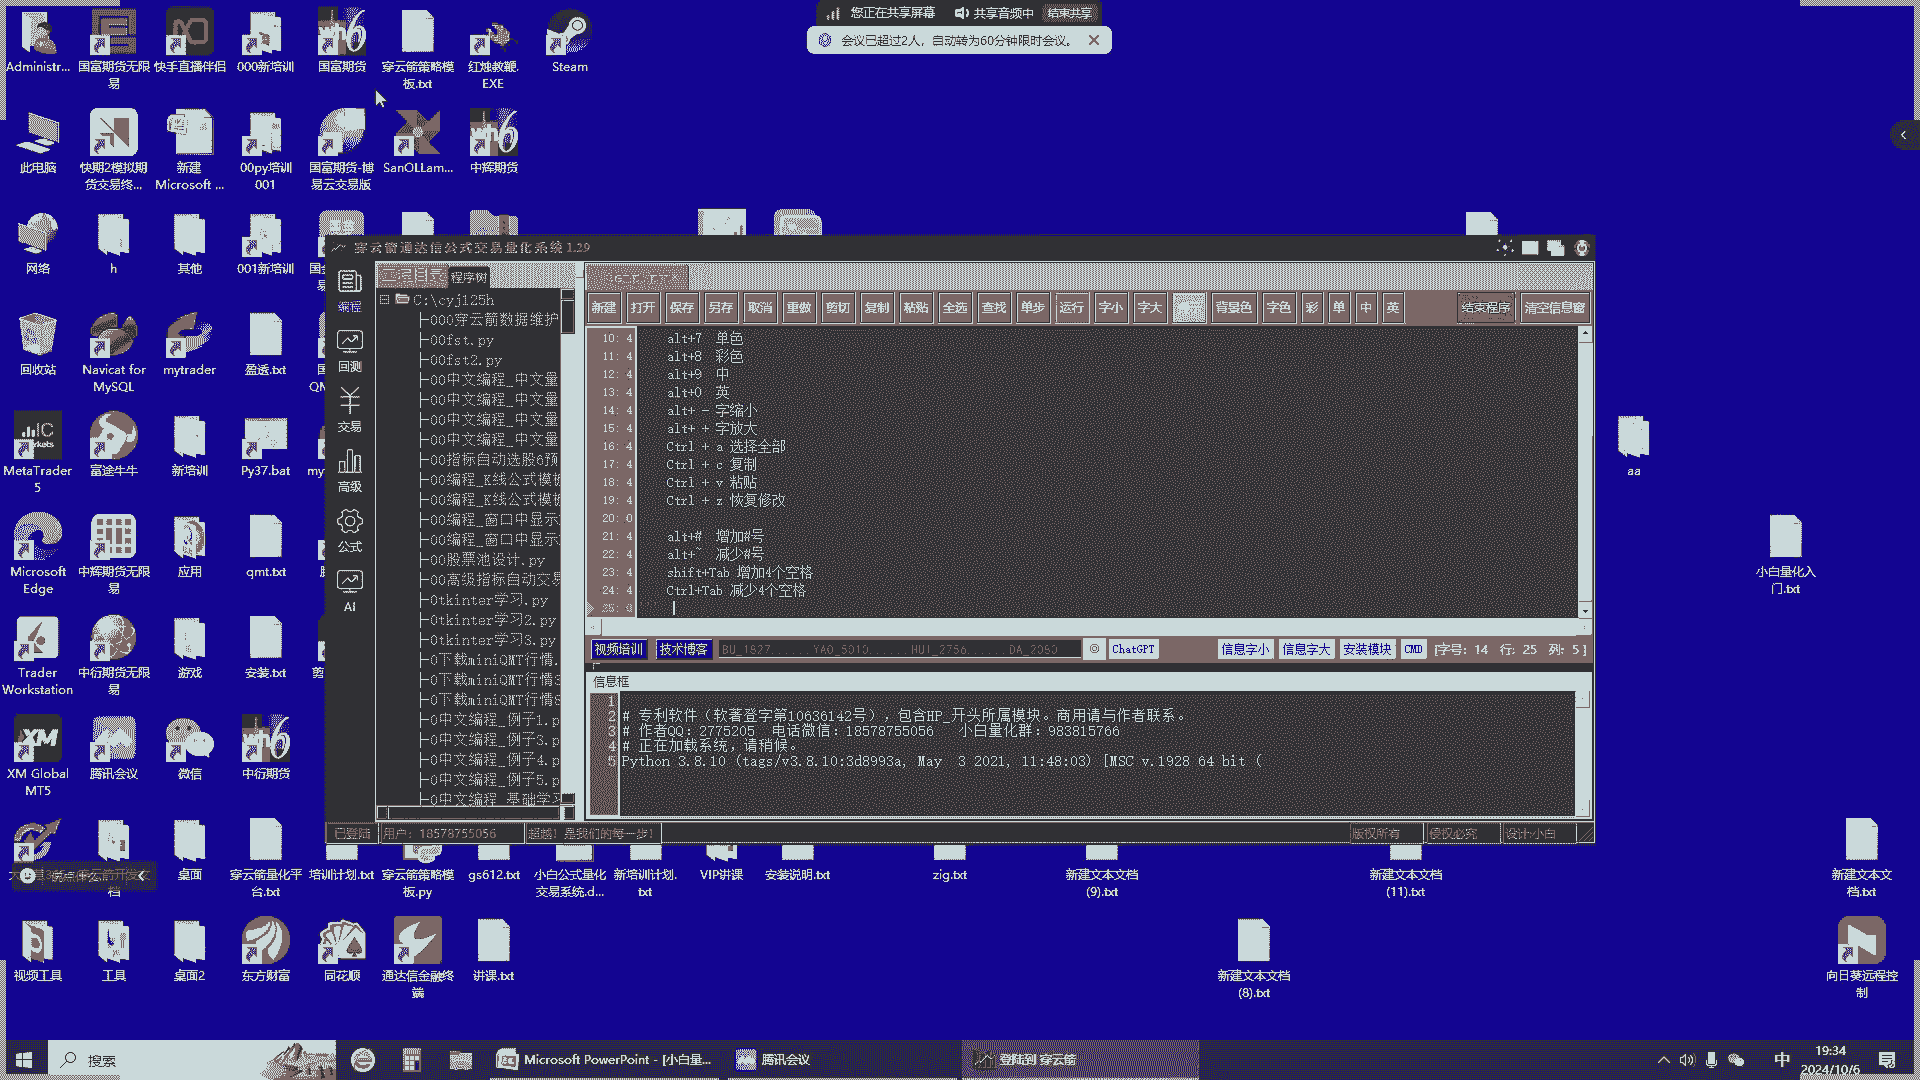 您正在共享屏幕 共享音频中 结束共享
会议已超过2人，自动转为60分钟限时会议。
Administr...
国富期货无限易
快手直播伴侣
000新培训
国富期货
穿云箭策略模板.txt
红烛教鞭.EXE
Steam
此电脑
快期2模拟期货交易终...
新建 Microsoft ...
00py培训001
国富期货-博易云交易版
SanOLLam...
中辉期货
网络
h
其他
001新培训
回收站
Navicat for MySQL
mytrader
盈透.txt
MetaTrader 5
富途牛牛
新培训
Py37.bat
Microsoft Edge
中辉期货无限易
应用
qmt.txt
Trader Workstation
中衍期货无限易
游戏
安装.txt
XM Global MT5
腾讯会议
微信
中衍期货
桌面
穿云箭量化平台.txt
培训计划.txt
穿云箭策略模板.py
gs612.txt
小白公式量化交易系统.d...
新培训计划.txt
VIP讲课
安装说明.txt
zig.txt
新建文本文档 (9).txt
新建文本文档 (11).txt
新建文本文档.txt
视频工具
工具
桌面2
东方财富
同花顺
通达信金融终端
讲课.txt
新建文本文档 (8).txt
向日葵远程控制
aa
小白量化入门.txt
穿云箭通达信公式交易量化系统 1.29
编程
回测
交易
高级
公式
AI
工程目录 程序树
C:\cyj125h
000穿云箭数据维护
00fst.py
00fst2.py
00中文编程_中文量
00中文编程_中文量
00中文编程_中文量
00中文编程_中文量
00指标自动选股6预
00编程_K线公式模板
00编程_K线公式模板
00编程_窗口中显示
00编程_窗口中显示
00股票池设计.py
00高级指标自动交易
0tkinter学习.py
0tkinter学习2.py
0tkinter学习3.py
0下载miniQMT行情.
0下载miniQMT行情3
0下载miniQMT行情8
0中文编程_例子1.p
0中文编程_例子3.p
0中文编程_例子4.p
0中文编程_例子5.p
0中文编程_基础学习
新建 打开 保存 另存 取消 重做 剪切 复制 粘贴 全选 查找 单步 运行 字小 字大 背景色 字色 彩 单 中 英 结束程序 清空信息窗
10: 4 alt+7 单色
11: 4 alt+8 彩色
12: 4 alt+9 中
13: 4 alt+0 英
14: 4 alt+ - 字缩小
15: 4 alt+ + 字放大
16: 4 Ctrl + a 选择全部
17: 4 Ctrl + c 复制
18: 4 Ctrl + v 粘贴
19: 4 Ctrl + z 恢复修改
20: 0
21: 4 alt+# 增加#号
22: 4 alt+~ 减少#号
23: 4 shift+Tab 增加4个空格
24: 4 Ctrl+Tab 减少4个空格
25: 0
视频培训 技术博客 ChatGPT 信息字小 信息字大 安装模块 CMD [字号: 14 行: 25 列: 5]
信息框
1
2 # 专利软件（软著登字第10636142号），包含HP_开头所属模块。商用请与作者联系。
3 # 作者QQ: 2775205 电话微信: 18578755056 小白量化群: 983815766
4 # 正在加载系统，请稍候。
5 Python 3.8.10 (tags/v3.8.10:3d8993a, May 3 2021, 11:48:03) [MSC v.1928 64 bit (
已登陆 用户: 18578755056 超越! 是我们的每一步! 版权所有 侵权必究 设计:小白
搜索
Microsoft PowerPoint - [小白量...
腾讯会议
登陆到 穿云箭
中
19:34
2024/10/6